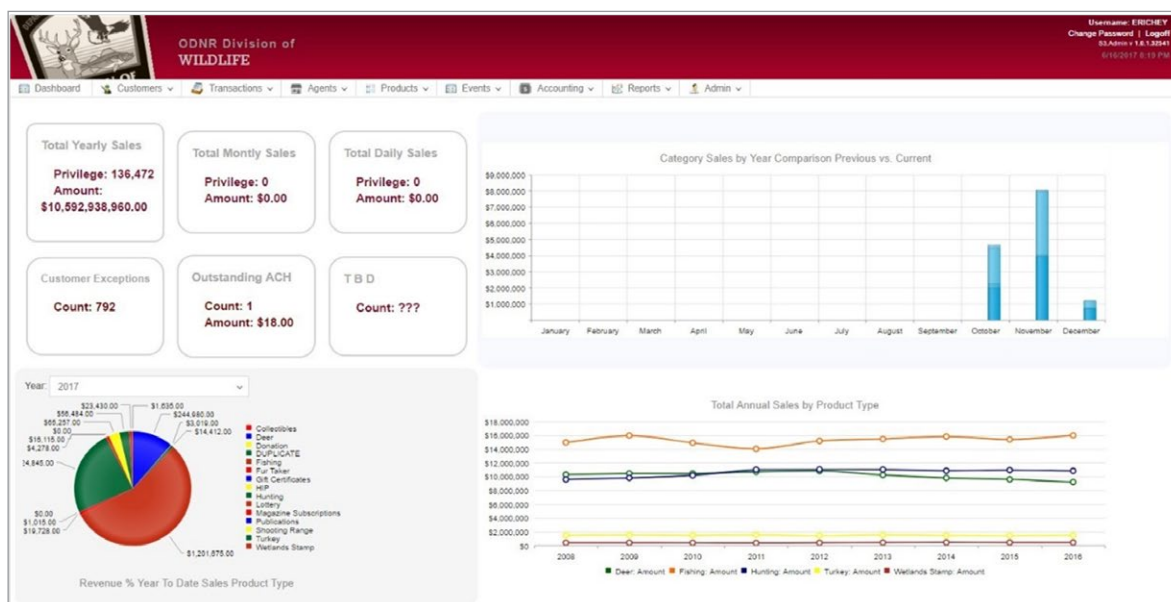 ODNR Division of
WILDLIFE
Username: ERICHEY
Change Password | Logoff
6/16/2017 8:19 PM
Dashboard
Customers
Transactions
Agents
Products
Events
Accounting
Reports
Admin
Total Yearly Sales
Privilege: 136,472
Amount:
$10,592,938,960.00
Total Montly Sales
Privilege: 0
Amount: $0.00
Total Daily Sales
Privilege: 0
Amount: $0.00
Customer Exceptions
Count: 792
Outstanding ACH
Count: 1
Amount: $18.00
T B D
Count: ???
Category Sales by Year Comparison Previous vs. Current
$9,000,000
$8,000,000
$7,000,000
$6,000,000
$5,000,000
$4,000,000
$3,000,000
$2,000,000
$1,000,000
January February March April May June July August September October November December
Year: 2017
$23,430.00
$1,635.00
$244,980.00
$3,019.00
$14,412.00
$0.00
$16,115.00
$4,278.00
$0.00
$1,015.00
$19,728.00
$1,201,675.00
Collectibles
Deer
Donation
DUPLICATE
Fishing
Fur Taker
Gift Certificates
HIP
Hunting
Lottery
Magazine Subscriptions
Publications
Shooting Range
Turkey
Wetlands Stamp
Revenue % Year To Date Sales Product Type
Total Annual Sales by Product Type
$18,000,000
$16,000,000
$14,000,000
$12,000,000
$10,000,000
$8,000,000
$6,000,000
$4,000,000
$2,000,000
$0
2008 2009 2010 2011 2012 2013 2014 2015 2016
Deer: Amount Fishing: Amount Hunting: Amount Turkey: Amount Wetlands Stamp: Amount